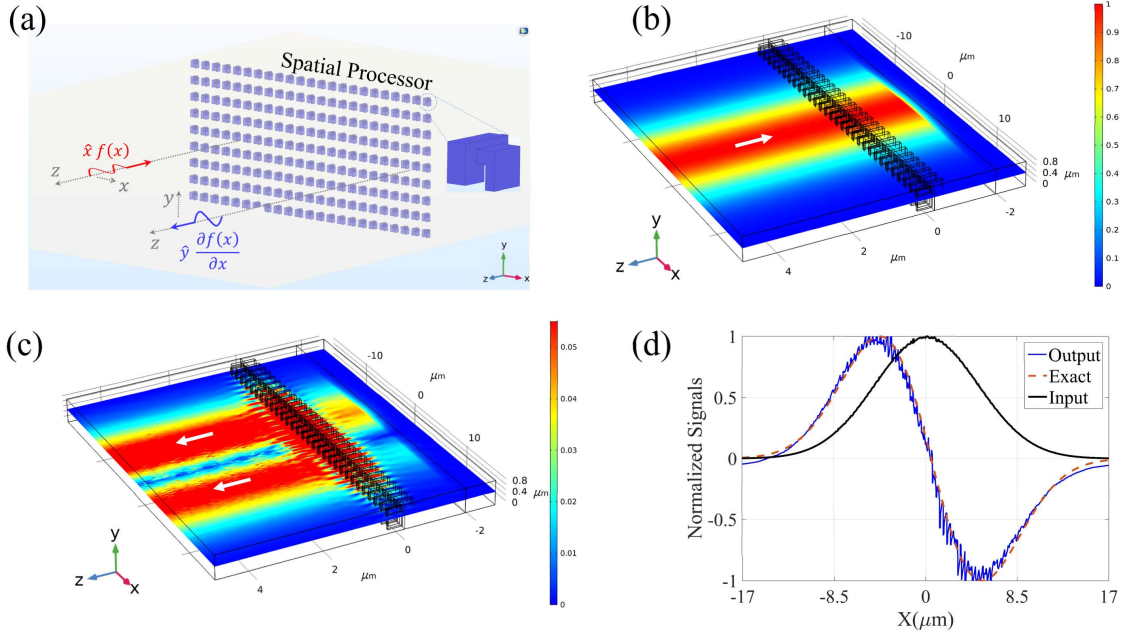 (a)
Spatial Processor
x̂ f(x)
z
x
y
z
ŷ ∂f(x)/∂x
y
z
x
(b)
1
0.9
0.8
0.7
0.6
0.5
0.4
0.3
0.2
0.1
0
-10
μm
0
10
0.8
0.4
0
μm
-2
0
2
μm
4
y
z
x
(c)
0.05
0.04
0.03
0.02
0.01
0
-10
μm
0
10
0.8
0.4
0
μm
-2
0
2
μm
4
y
z
x
(d)
Normalized Signals
1
0.5
0
-0.5
-1
-17
-8.5
0
8.5
17
X(μm)
Output
Exact
Input